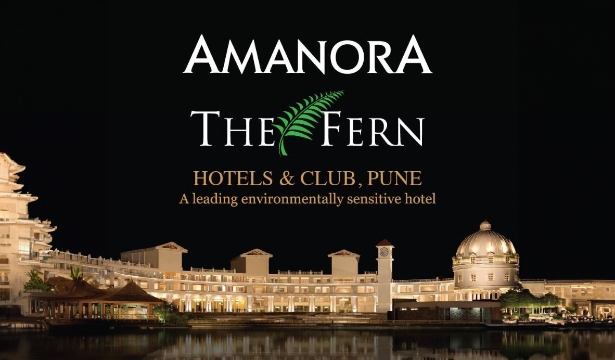 AMANORA
THE FERN
HOTELS & CLUB, PUNE
A leading environmentally sensitive hotel